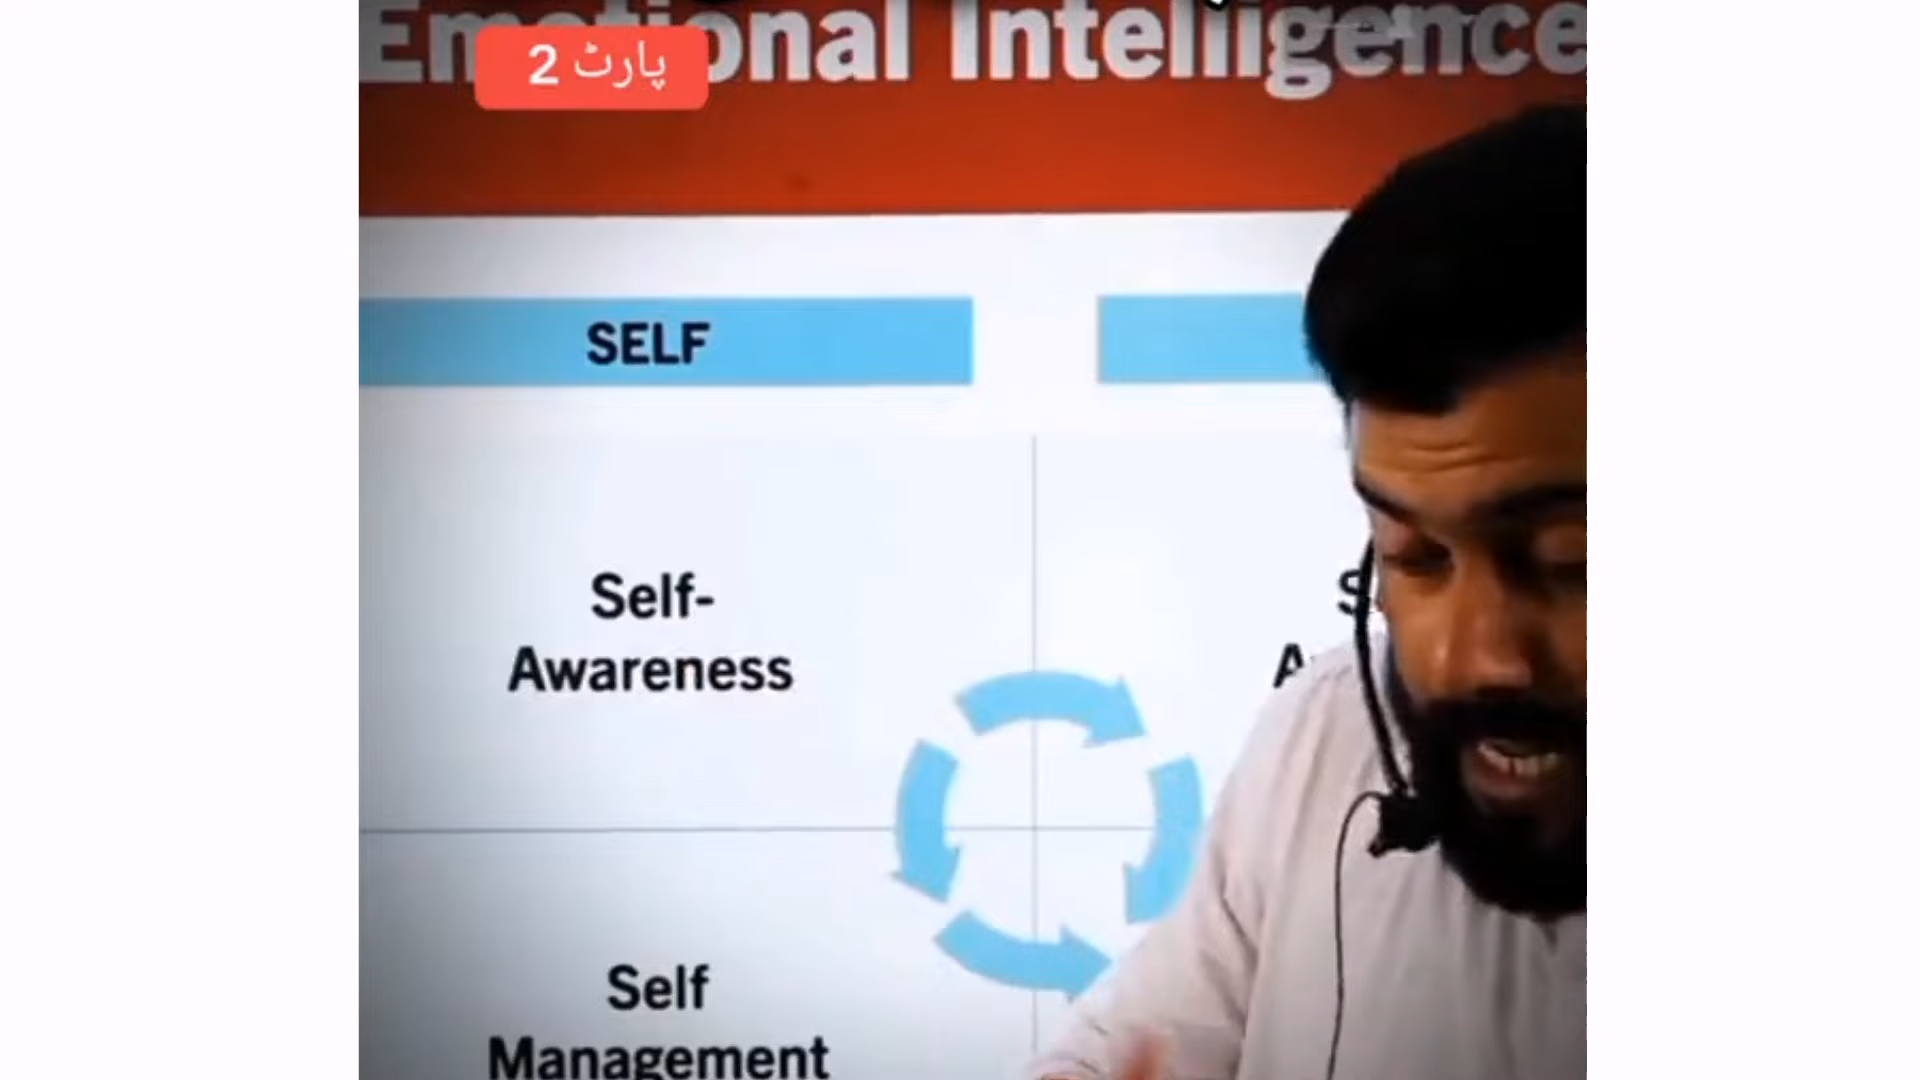 Emotional Intelligence
پارٹ 2
SELF
Self-
Awareness
Self
Management